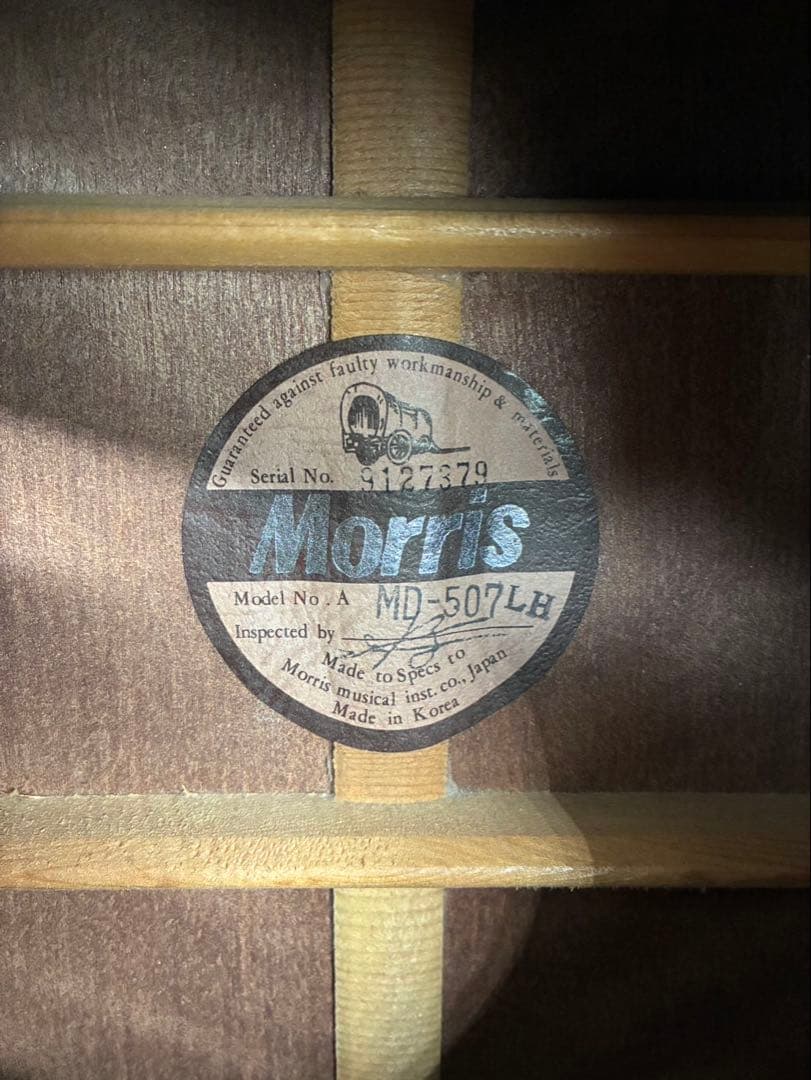 Guaranteed against faulty workmanship & materials
Serial No. 9127379
Morris
Model No. A MD-507LH
Inspected by
Made to Specs to
Morris musical inst. co., Japan
Made in Korea